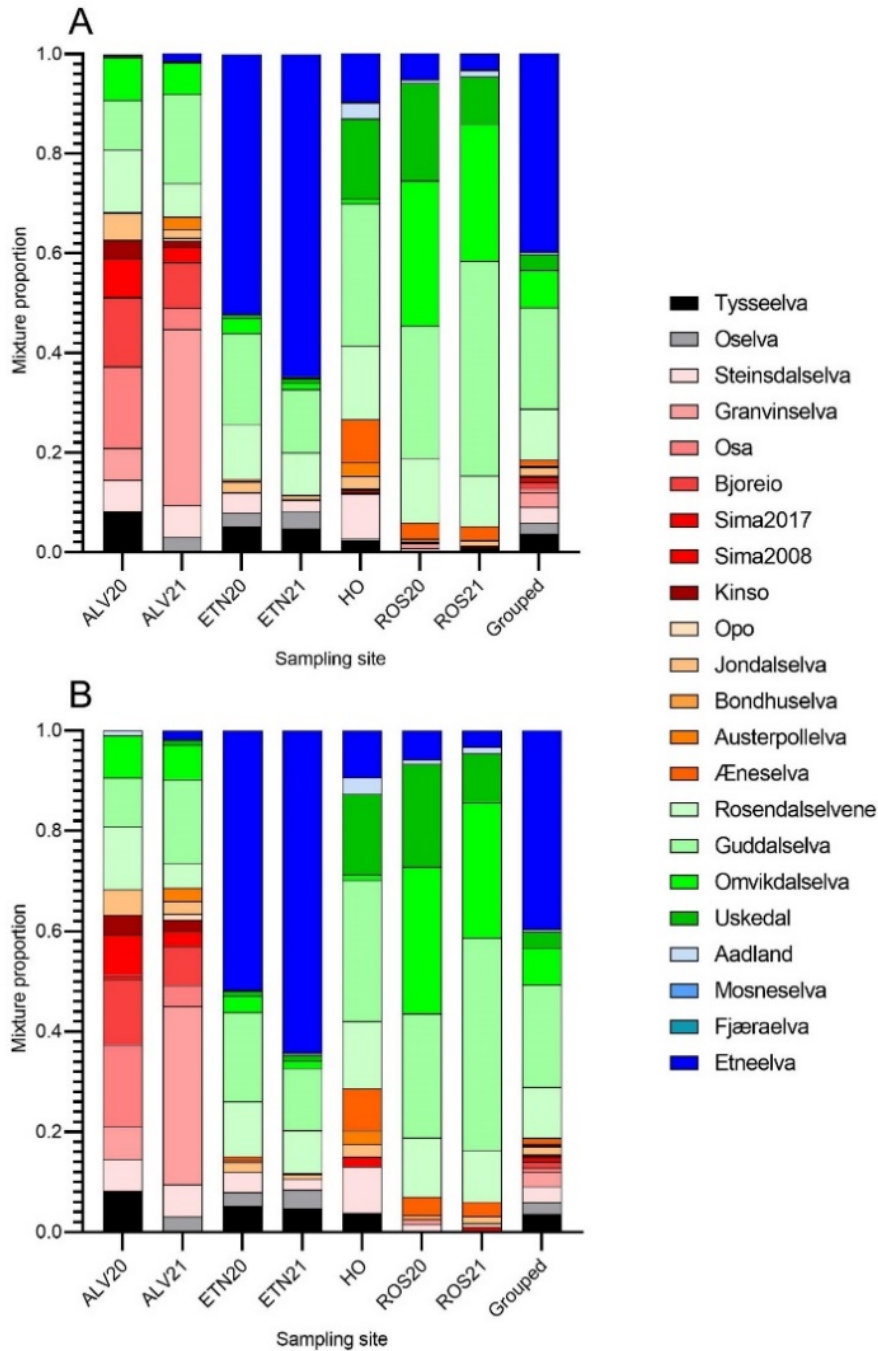 A
1.0
0.8
0.6
0.4
0.2
0.0
Mixture proportion
ALV20
ALV21
ETN20
ETN21
HO
ROS20
ROS21
Grouped
Sampling site
B
1.0
0.8
0.6
0.4
0.2
0.0
Mixture proportion
ALV20
ALV21
ETN20
ETN21
HO
ROS20
ROS21
Grouped
Sampling site
Tysseelva
Oselva
Steinsdalselva
Granvinselva
Osa
Bjoreio
Sima2017
Sima2008
Kinso
Opo
Jondalselva
Bondhuselva
Austerpollelva
Æneselva
Rosendalselvene
Guddalselva
Omvikdalselva
Uskedal
Aadland
Mosneselva
Fjæraelva
Etneelva